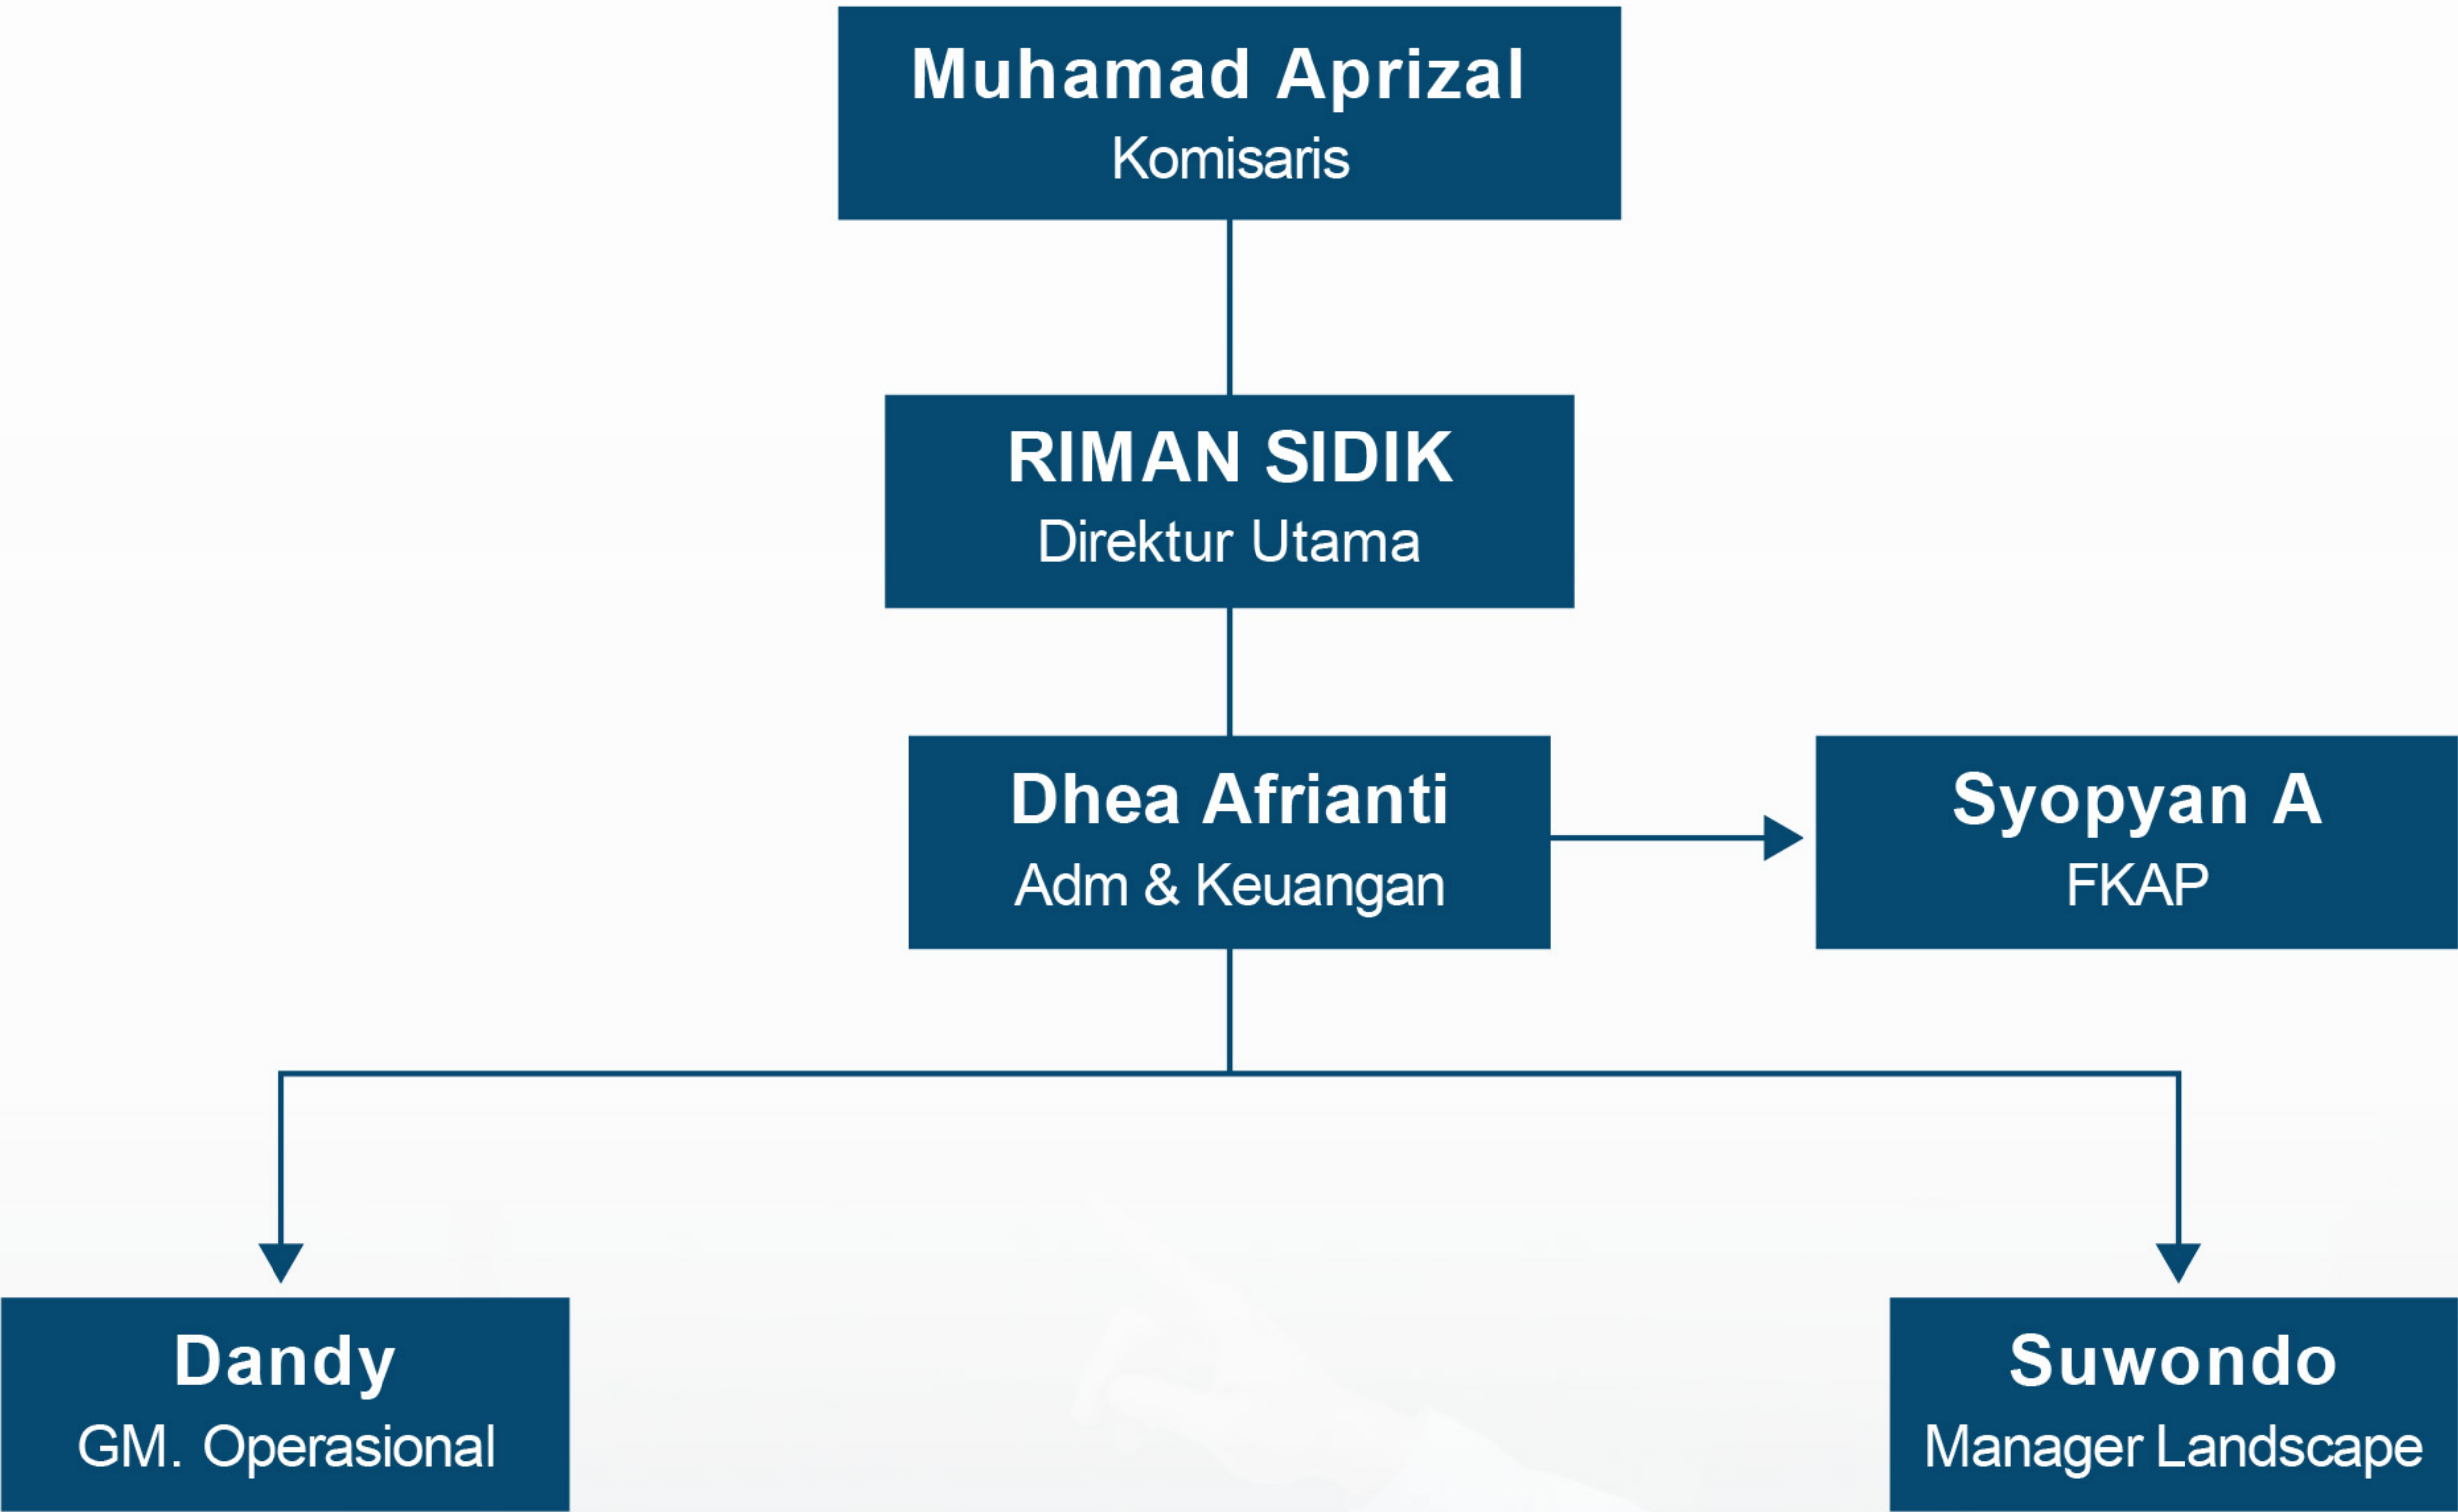 Muhamad Aprizal
Komisaris
RIMAN SIDIK
Direktur Utama
Dhea Afrianti
Adm & Keuangan
Syopyan A
FKAP
Dandy
GM. Operasional
Suwondo
Manager Landscape